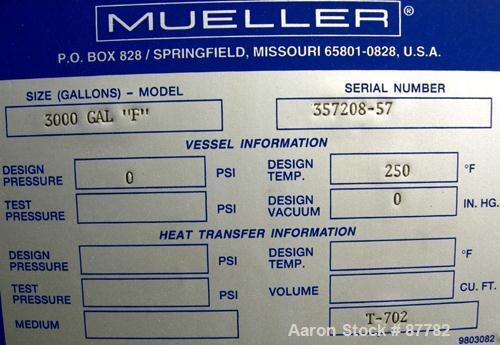 MUELLER®
P.O. BOX 828 / SPRINGFIELD, MISSOURI 65801-0828, U.S.A.
SIZE (GALLONS) - MODEL SERIAL NUMBER
3000 GAL "F" 357208-57
VESSEL INFORMATION
DESIGN PRESSURE 0 PSI DESIGN TEMP. 250 °F
TEST PRESSURE PSI DESIGN VACUUM 0 IN. HG.
HEAT TRANSFER INFORMATION
DESIGN PRESSURE PSI DESIGN TEMP. °F
TEST PRESSURE PSI VOLUME CU. FT.
MEDIUM T-702
Aaron Stock # 87782
9803082